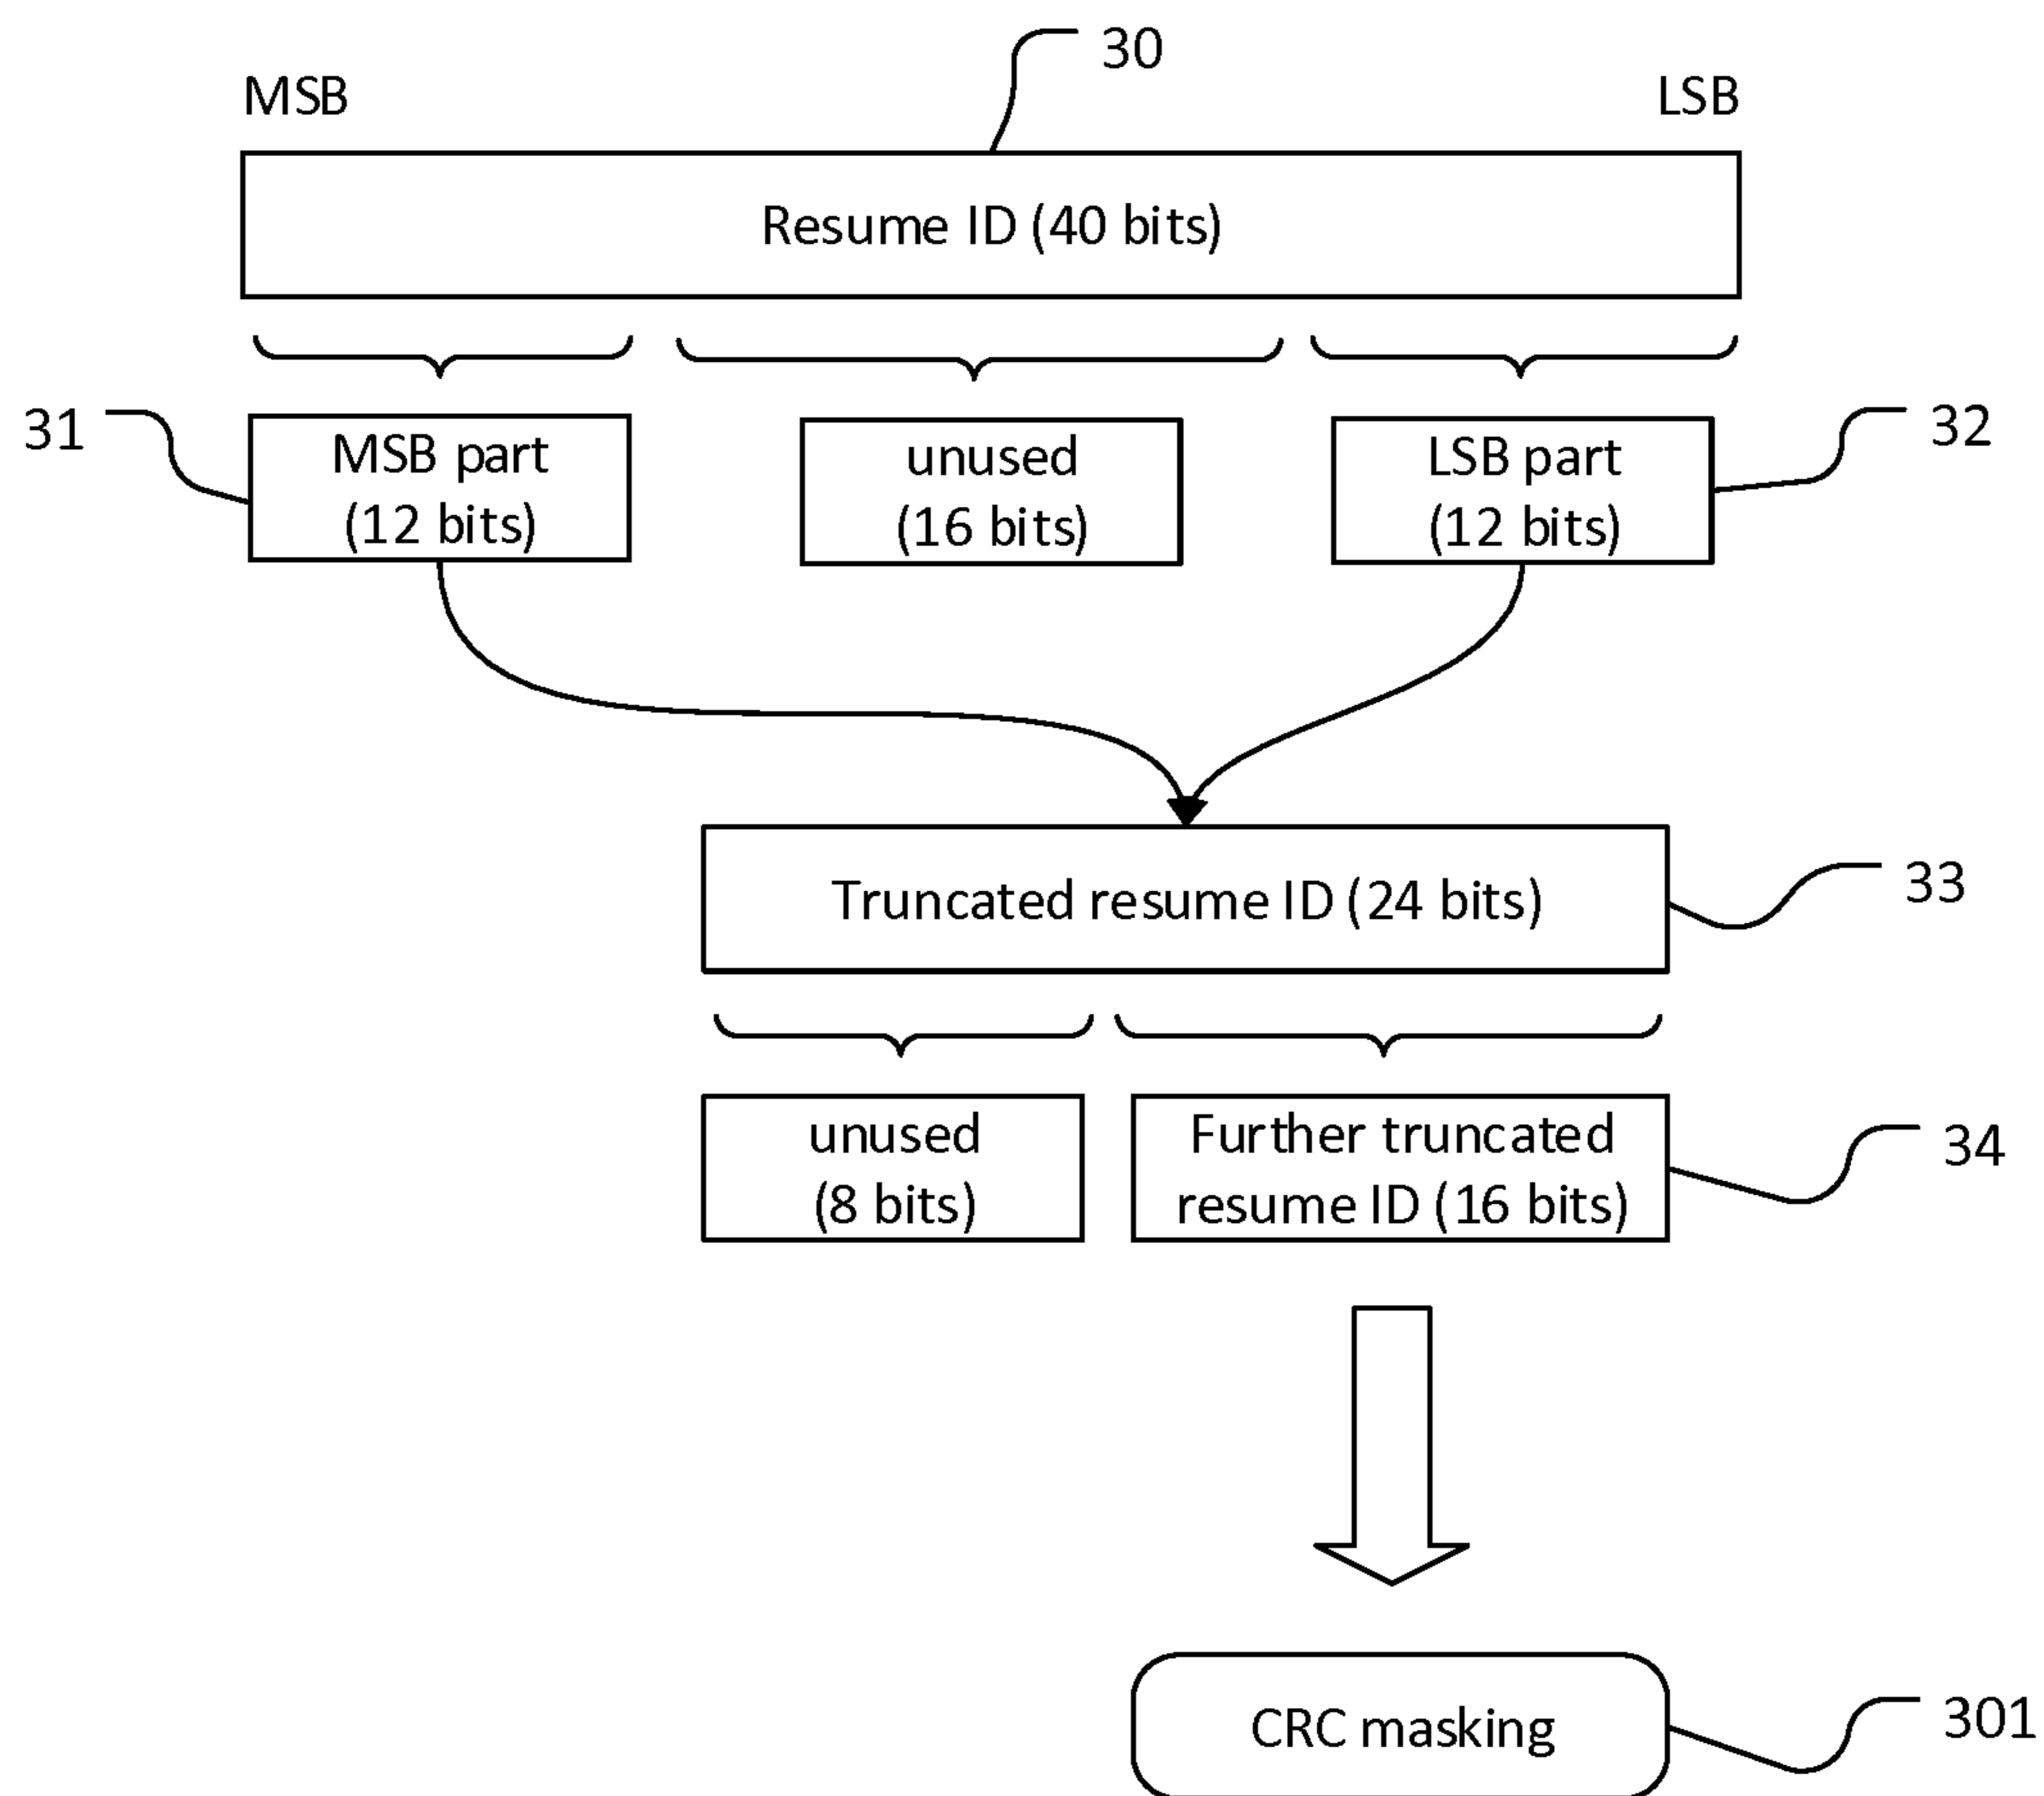 30
MSB
LSB
Resume ID (40 bits)
31
MSB part
(12 bits)
unused
(16 bits)
LSB part
(12 bits)
32
Truncated resume ID (24 bits)
33
unused
(8 bits)
Further truncated
resume ID (16 bits)
34
CRC masking
301